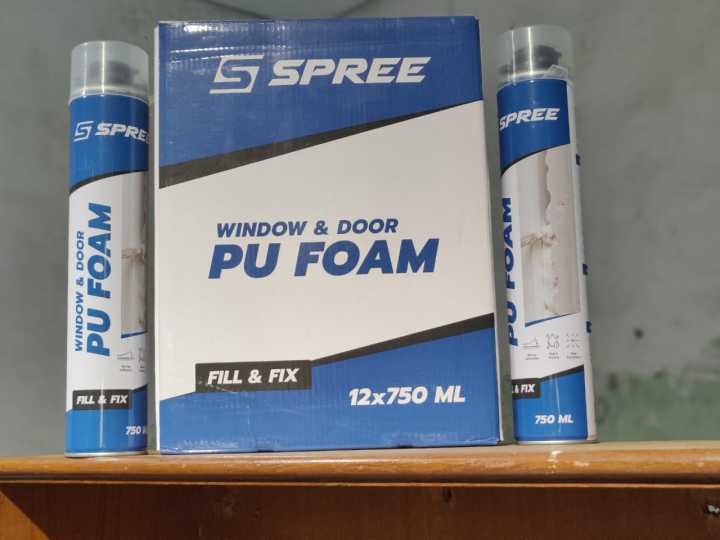 SPREE
WINDOW & DOOR
PU FOAM
FILL & FIX
750
SPREE
WINDOW & DOOR
PU FOAM
FILL & FIX
12x750 ML
SPREE
PU FOAM
& FIX
750 ML